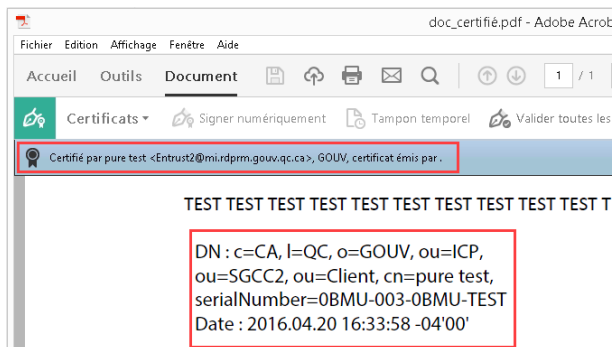 doc_certifié.pdf - Adobe Acrob
Fichier Edition Affichage Fenêtre Aide
Accueil Outils Document 1 / 1
Certificats Signer numériquement Tampon temporel Valider toutes les
Certifié par pure test <Entrust2@mi.rdprm.gouv.qc.ca>, GOUV, certificat émis par .
TEST TEST TEST TEST TEST TEST TEST TEST TEST TEST T
DN : c=CA, l=QC, o=GOUV, ou=ICP,
ou=SGCC2, ou=Client, cn=pure test,
serialNumber=0BMU-003-0BMU-TEST
Date : 2016.04.20 16:33:58 -04'00'